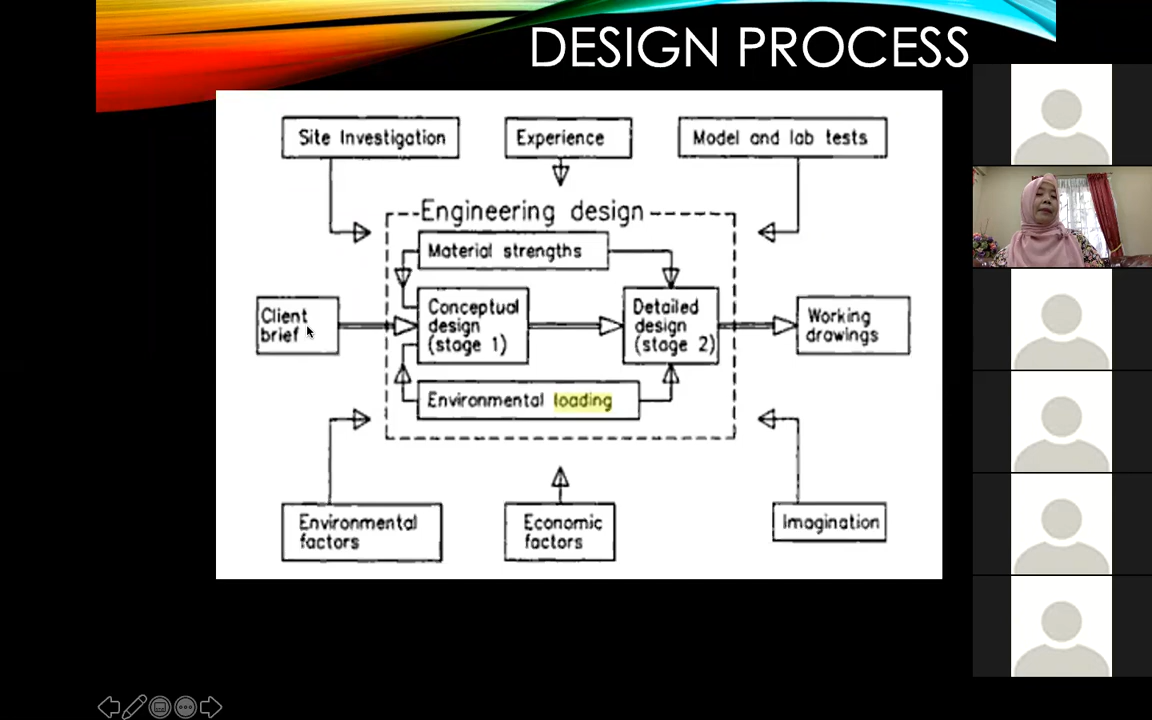 DESIGN PROCESS
Site Investigation
Experience
Model and lab tests
Engineering design
Material strengths
Client
brief
Conceptual
design
(stage 1)
Detailed
design
(stage 2)
Working
drawings
Environmental loading
Environmental
factors
Economic
factors
Imagination